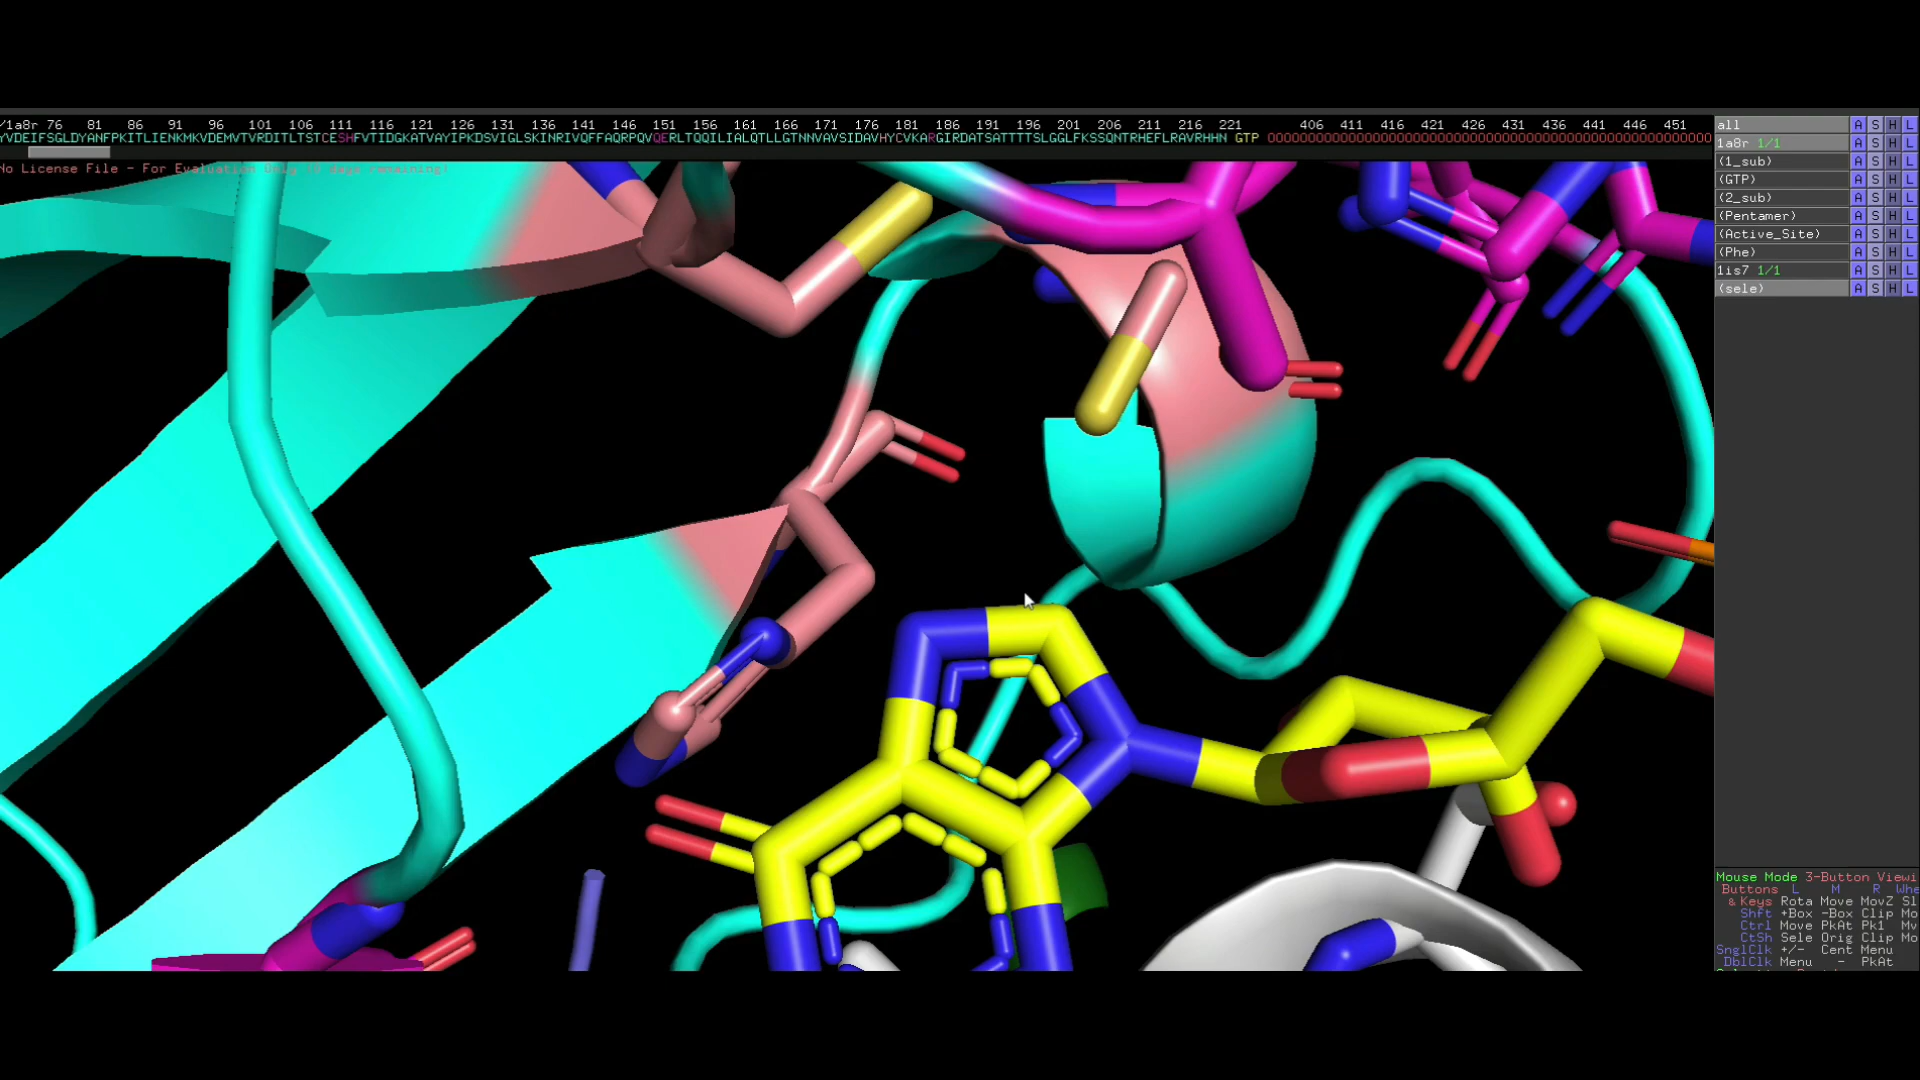 /1a8r 76 81 86 91 96 101 106 111 116 121 126 131 136 141 146 151 156 161 166 171 176 181 186 191 196 201 206 211 216 221 406 411 416 421 426 431 436 441 446 451
YVDEIFSGLDYANFPKITLIENKMKVDEMVTVRDITLTSTCESHFVTIDGKATVAYIPKDSVIGLSKINRIVQFFAQRPQVQERLTQQILIALQTLLGTNNVAVSIDAVHYCVKARGIRDATSATTTTSLGGLFKSSQNTRHEFLRAVRHHN GTP OOOOOOOOOOOOOOOOOOOOOOOOOOOOOOOOOOOOOOOOOOOOOOOOOOOOOOO
No License File - For Evaluation Only ( days remaining)
all A S H L
1a8r 1/1 A S H L
(1_sub) A S H L
(GTP) A S H L
(2_sub) A S H L
(Pentamer) A S H L
(Active_Site) A S H L
(Phe) A S H L
1is7 1/1 A S H L
(sele) A S H L
Mouse Mode 3-Button Viewi
Buttons L M R Whe
& Keys Rota Move MovZ Sl
Shft +Box -Box Clip Mo
Ctrl Move PkAt Pk1 Mv
CtSh Sele Orig Clip Mo
SnglClk +/- Cent Menu
DblClk Menu - PkAt